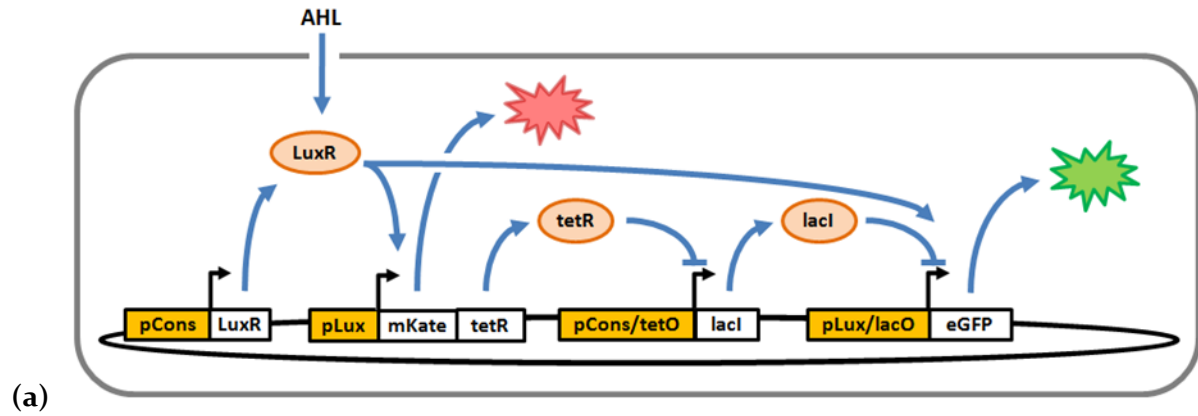 AHL
LuxR
tetR
lacI
pCons LuxR pLux mKate tetR pCons/tetO lacI pLux/lacO eGFP
(a)